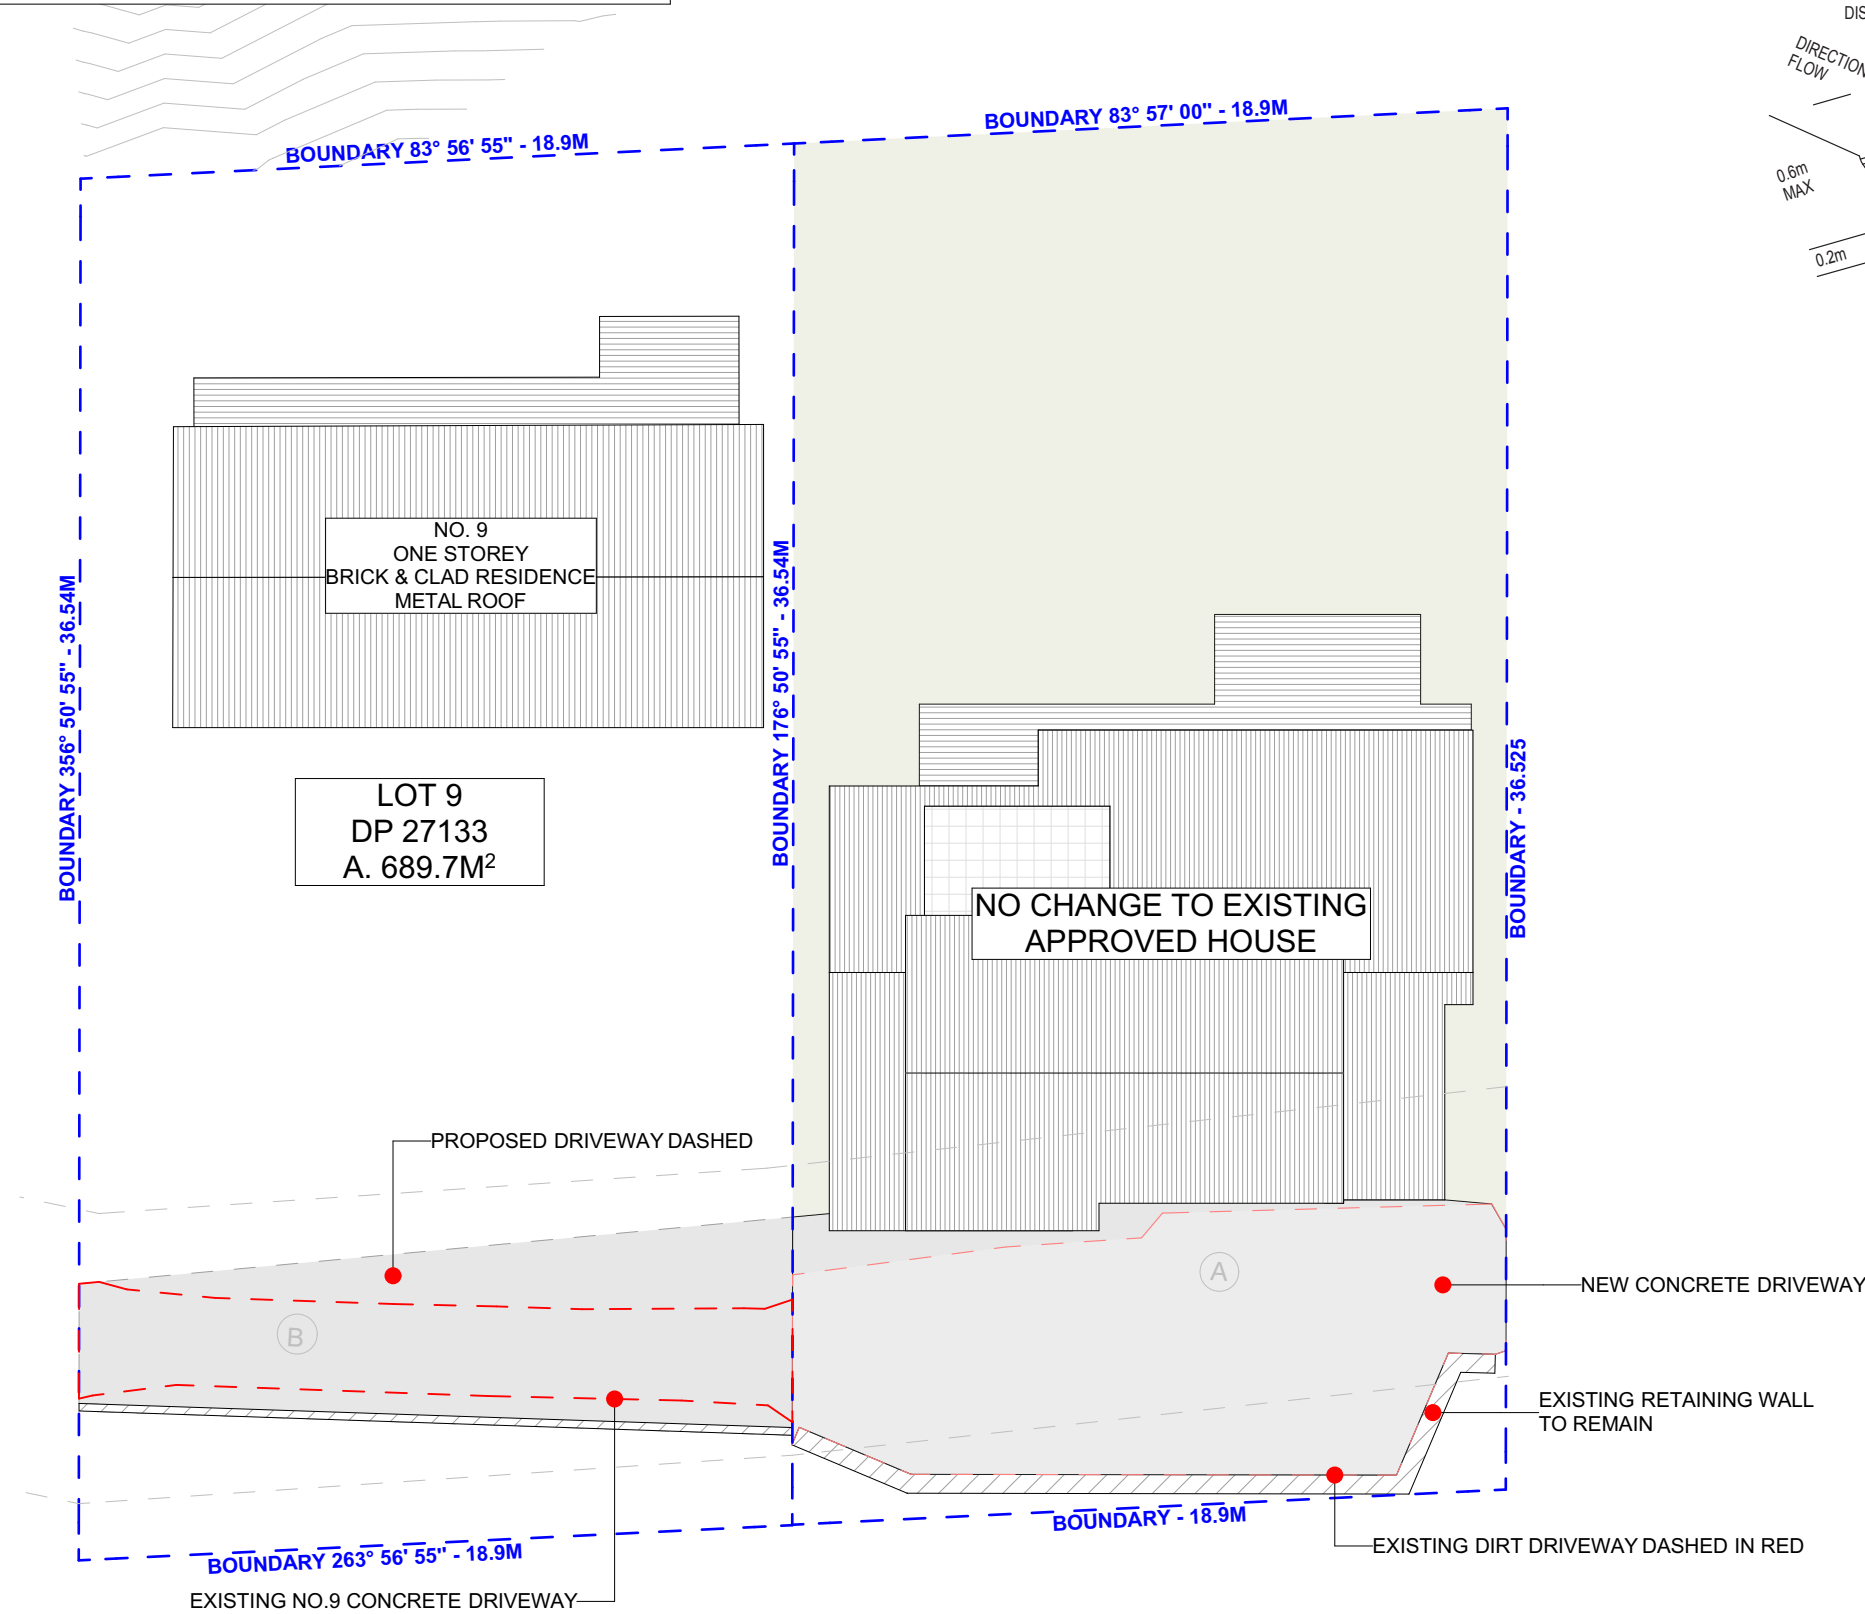 DIRECTION
FLOW
0.6m
MAX
0.2m
BOUNDARY 83° 56' 55" - 18.9M
BOUNDARY 83° 57' 00" - 18.9M
NO. 9
ONE STOREY
BRICK & CLAD RESIDENCE
METAL ROOF
BOUNDARY 356° 50' 55" - 36.54M
BOUNDARY 176° 50' 55" - 36.54M
BOUNDARY - 36.525
LOT 9
DP 27133
A. 689.7M²
NO CHANGE TO EXISTING
APPROVED HOUSE
PROPOSED DRIVEWAY DASHED
A
B
NEW CONCRETE DRIVEWAY
EXISTING RETAINING WALL
TO REMAIN
BOUNDARY - 18.9M
EXISTING DIRT DRIVEWAY DASHED IN RED
BOUNDARY 263° 56' 55" - 18.9M
EXISTING NO.9 CONCRETE DRIVEWAY